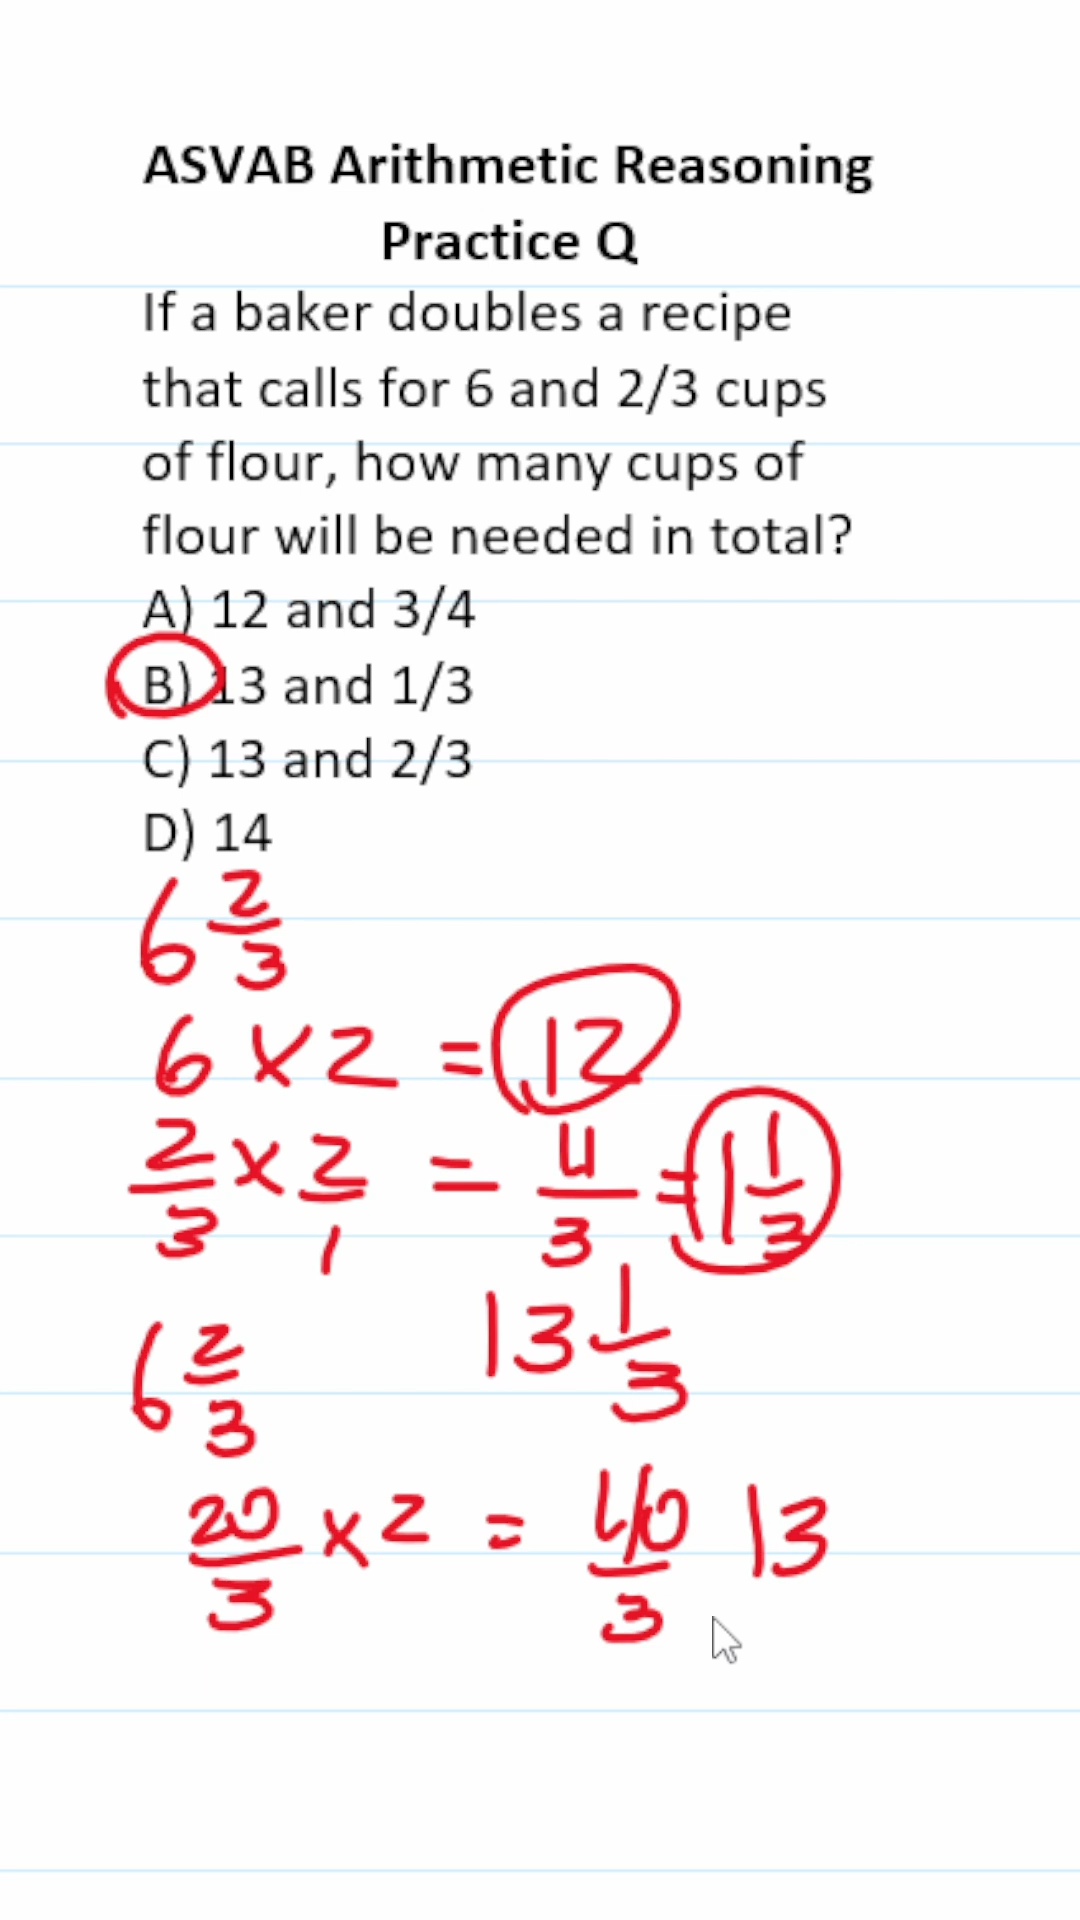 ASVAB Arithmetic Reasoning
Practice Q
If a baker doubles a recipe
that calls for 6 and 2/3 cups
of flour, how many cups of
flour will be needed in total?
A) 12 and 3/4
B) 13 and 1/3
C) 13 and 2/3
D) 14
6 2/3
6 x 2 = 12
2/3 x 2/1 = 4/3 = 1 1/3
13 1/3
6 2/3
20/3 x 2 = 40/3 13